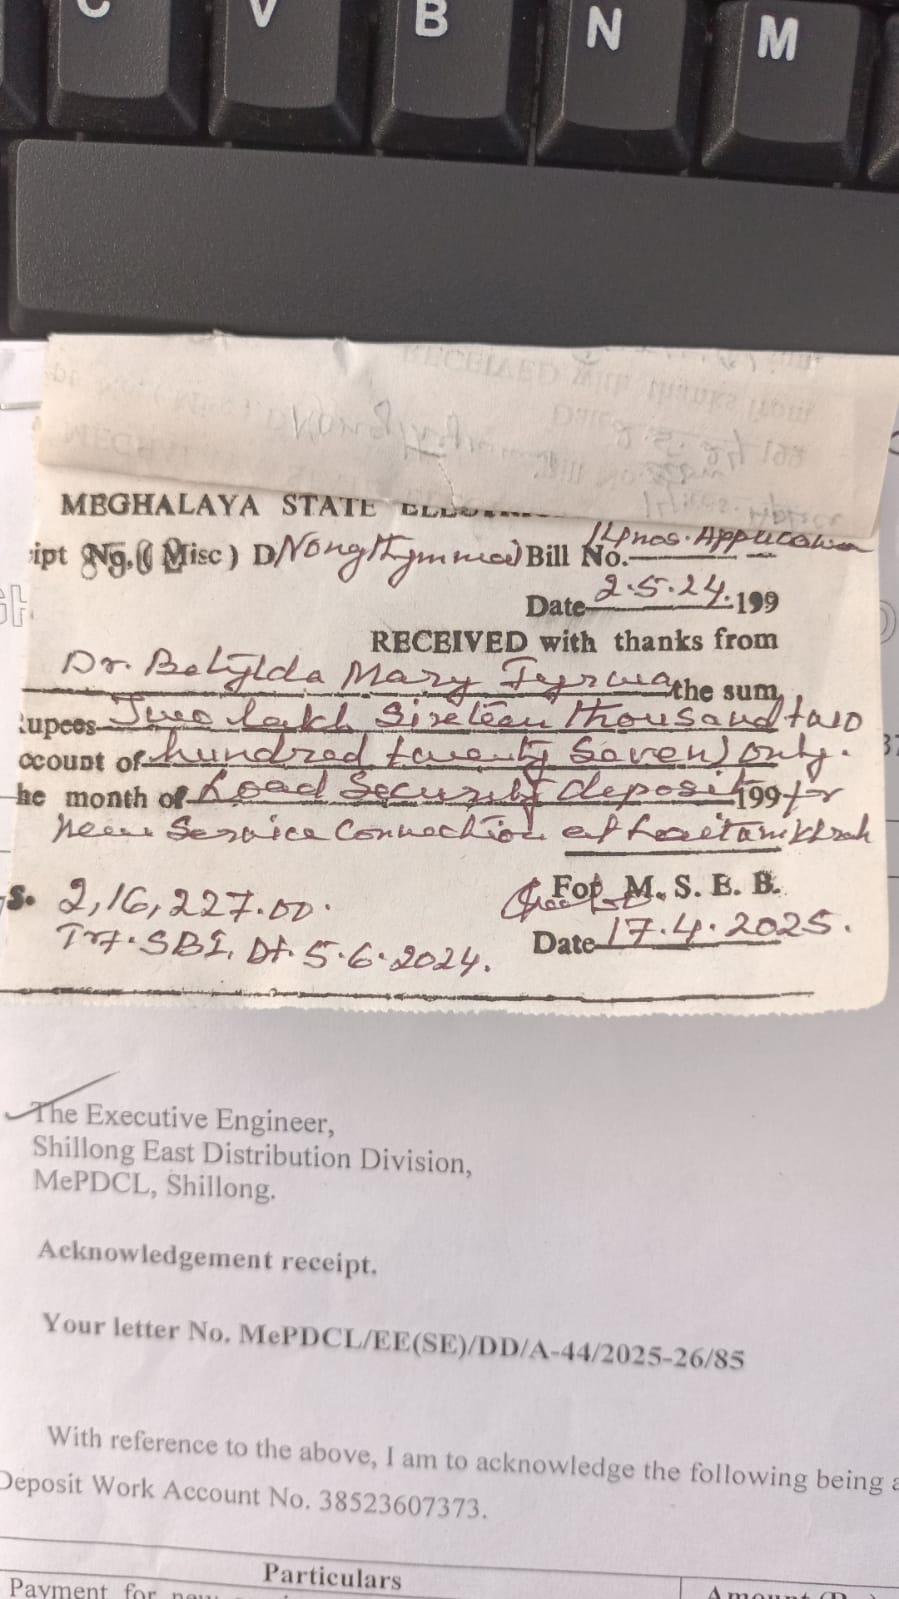 C V B N M
MEGHALAYA STATE
ipt No. ( Misc ) D/Nongthymmai Bill No. 14 nos. Application
Date 2.5.24. 199
RECEIVED with thanks from
Dr. Mary the sum
upees Two lakh Sixteen thousand two
ccount of hundred twenty Seven) only.
he month of Load Security deposit 199 for
new Service Connection at
s. 2,16,227.00.
For M. S. E. B.
Trf. SBI, Dt. 5.6.2024.
Date 17.4.2025.
The Executive Engineer,
Shillong East Distribution Division,
MePDCL, Shillong.
Acknowledgement receipt.
Your letter No. MePDCL/EE(SE)/DD/A-44/2025-26/85
With reference to the above, I am to acknowledge the following being a
Deposit Work Account No. 38523607373.
Particulars
Payment for new